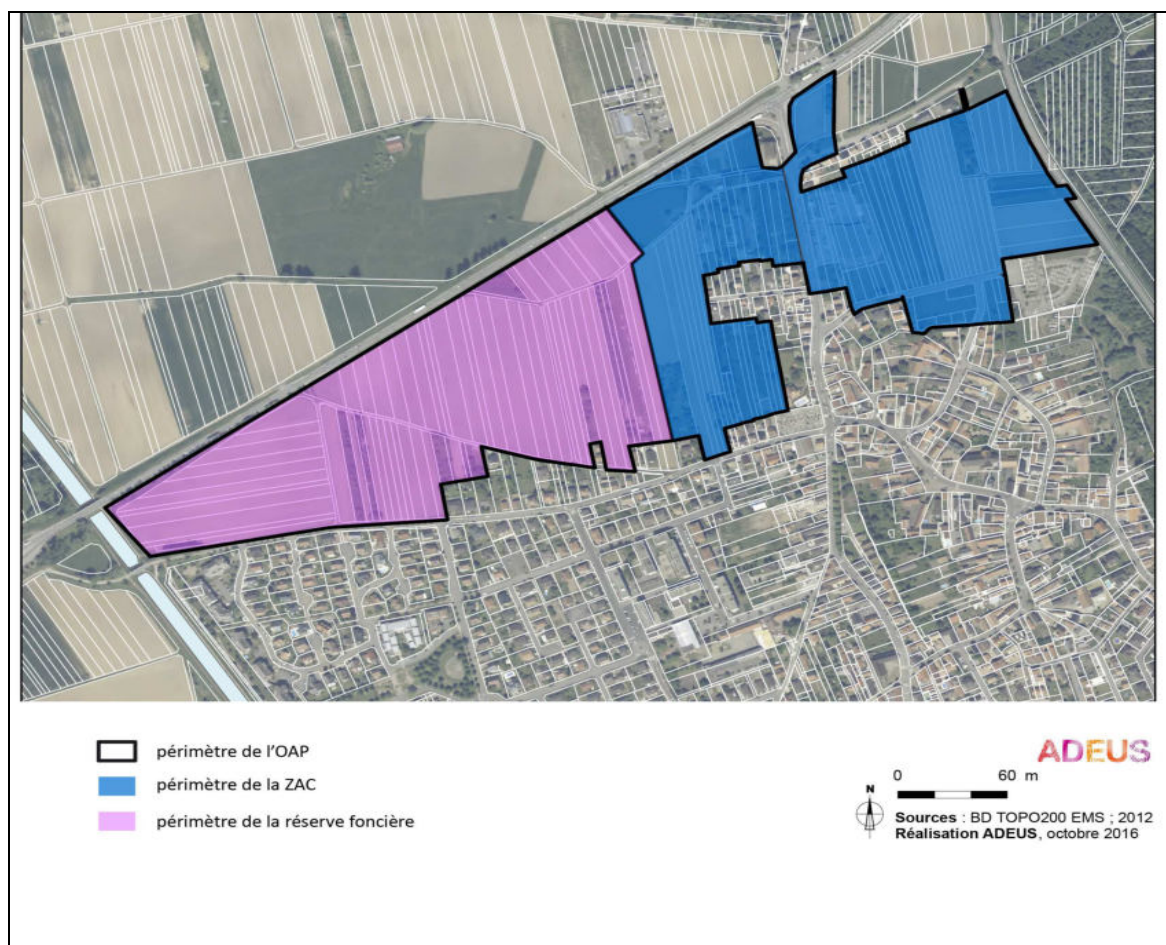 périmètre de l'OAP
périmètre de la ZAC
périmètre de la réserve foncière
ADEUS
0 60 m
N
Sources : BD TOPO200 EMS ; 2012
Réalisation ADEUS, octobre 2016